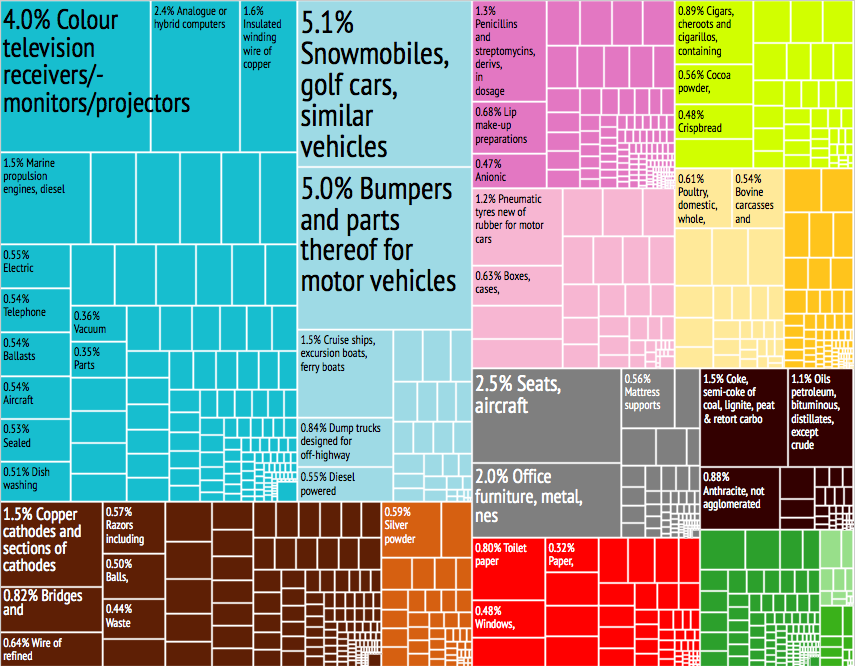 4.0% Colour
television
receivers/-
monitors/projectors
2.4% Analogue or
hybrid computers
1.6%
Insulated
winding
wire of
copper
1.5% Marine
propulsion
engines, diesel
0.55%
Electric
0.54%
Telephone
0.54%
Ballasts
0.54%
Aircraft
0.53%
Sealed
0.51% Dish
washing
0.36%
Vacuum
0.35%
Parts
5.1%
Snowmobiles,
golf cars,
similar
vehicles
5.0% Bumpers
and parts
thereof for
motor vehicles
1.5% Cruise ships,
excursion boats,
ferry boats
0.84% Dump trucks
designed for
off-highway
0.55% Diesel
powered
1.3%
Penicillins
and
streptomycins,
derivs,
in
dosage
0.68% Lip
make-up
preparations
0.47%
Anionic
1.2% Pneumatic
tyres new of
rubber for motor
cars
0.63% Boxes,
cases,
0.89% Cigars,
cheroots and
cigarillos,
containing
0.56% Cocoa
powder,
0.48%
Crispbread
0.61%
Poultry,
domestic,
whole,
0.54%
Bovine
carcasses
and
2.5% Seats,
aircraft
0.56%
Mattress
supports
2.0% Office
furniture, metal,
nes
1.5% Coke,
semi-coke of
coal, lignite, peat
& retort carbo
1.1% Oils
petroleum,
bituminous,
distillates,
except
crude
0.88%
Anthracite, not
agglomerated
1.5% Copper
cathodes and
sections of
cathodes
0.82% Bridges
and
0.64% Wire of
refined
0.57%
Razors
including
0.50%
Balls,
0.44%
Waste
0.59%
Silver
powder
0.80% Toilet
paper
0.32%
Paper,
0.48%
Windows,